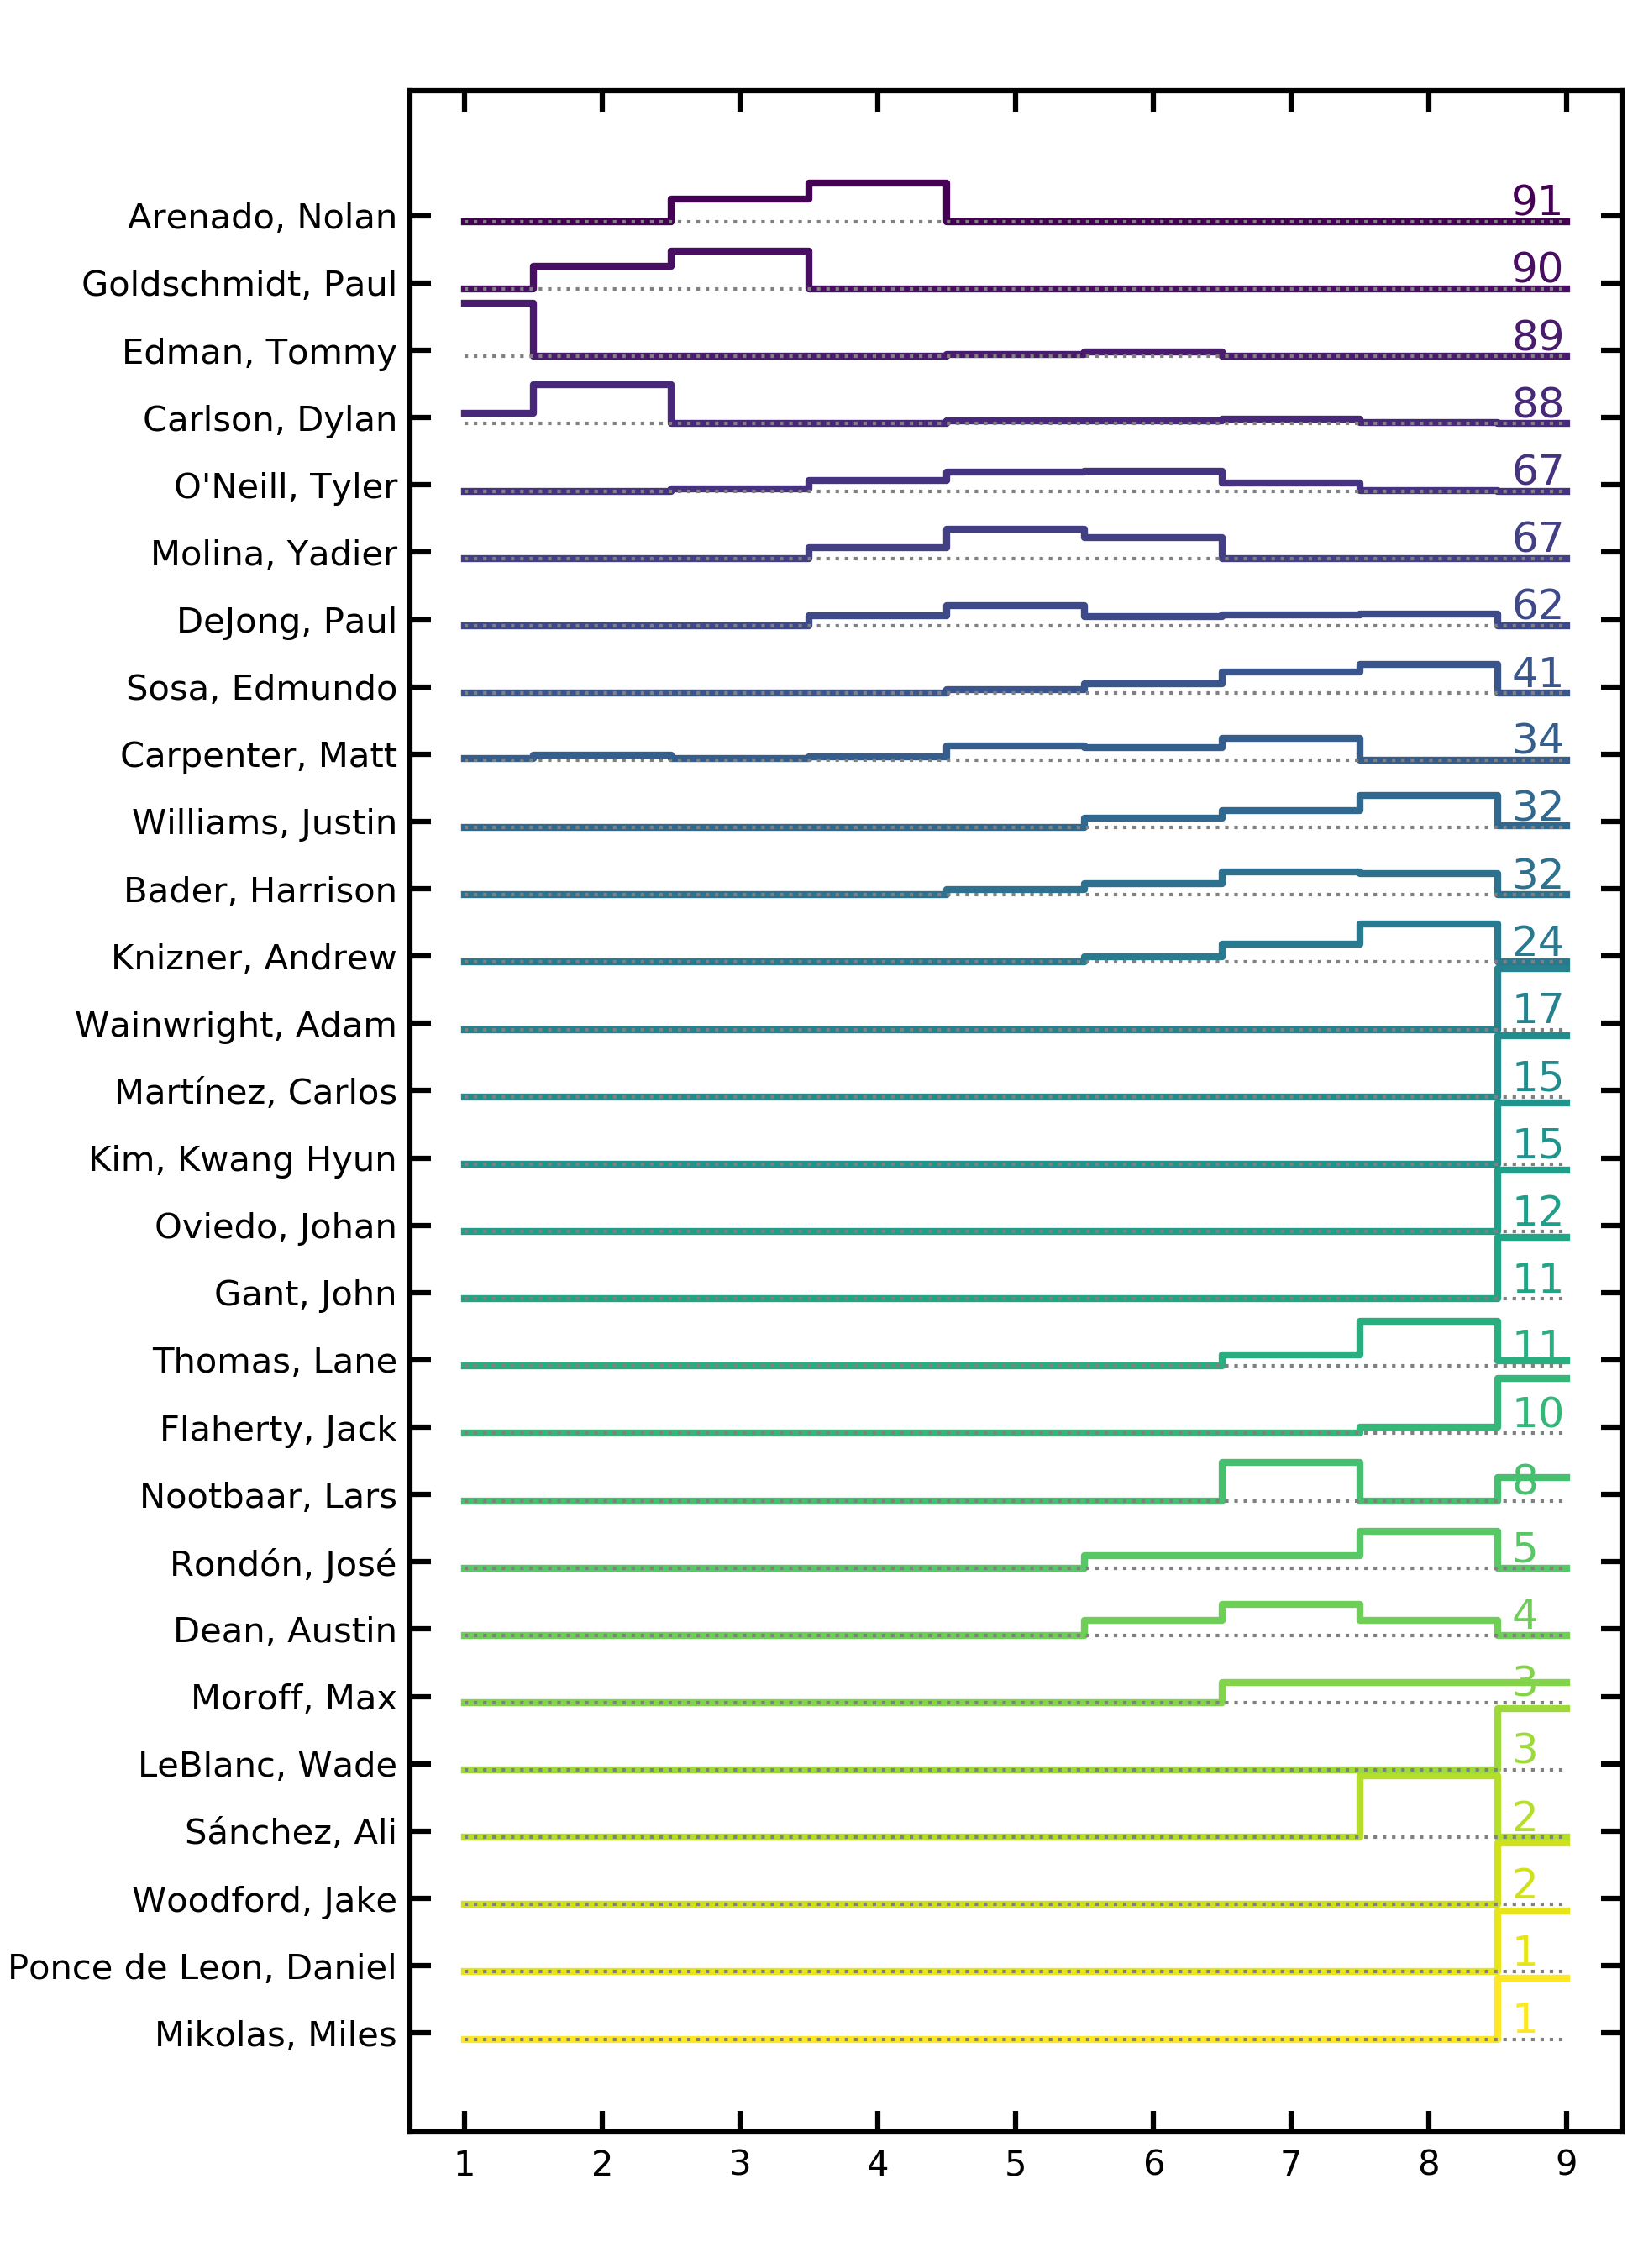 Arenado, Nolan 91
Goldschmidt, Paul 90
Edman, Tommy 89
Carlson, Dylan 88
O'Neill, Tyler 67
Molina, Yadier 67
DeJong, Paul 62
Sosa, Edmundo 41
Carpenter, Matt 34
Williams, Justin 32
Bader, Harrison 32
Knizner, Andrew 24
Wainwright, Adam 17
Martínez, Carlos 15
Kim, Kwang Hyun 15
Oviedo, Johan 12
Gant, John 11
Thomas, Lane 11
Flaherty, Jack 10
Nootbaar, Lars 8
Rondón, José 5
Dean, Austin 4
Moroff, Max 3
LeBlanc, Wade 3
Sánchez, Ali 2
Woodford, Jake 2
Ponce de Leon, Daniel 1
Mikolas, Miles 1
1 2 3 4 5 6 7 8 9